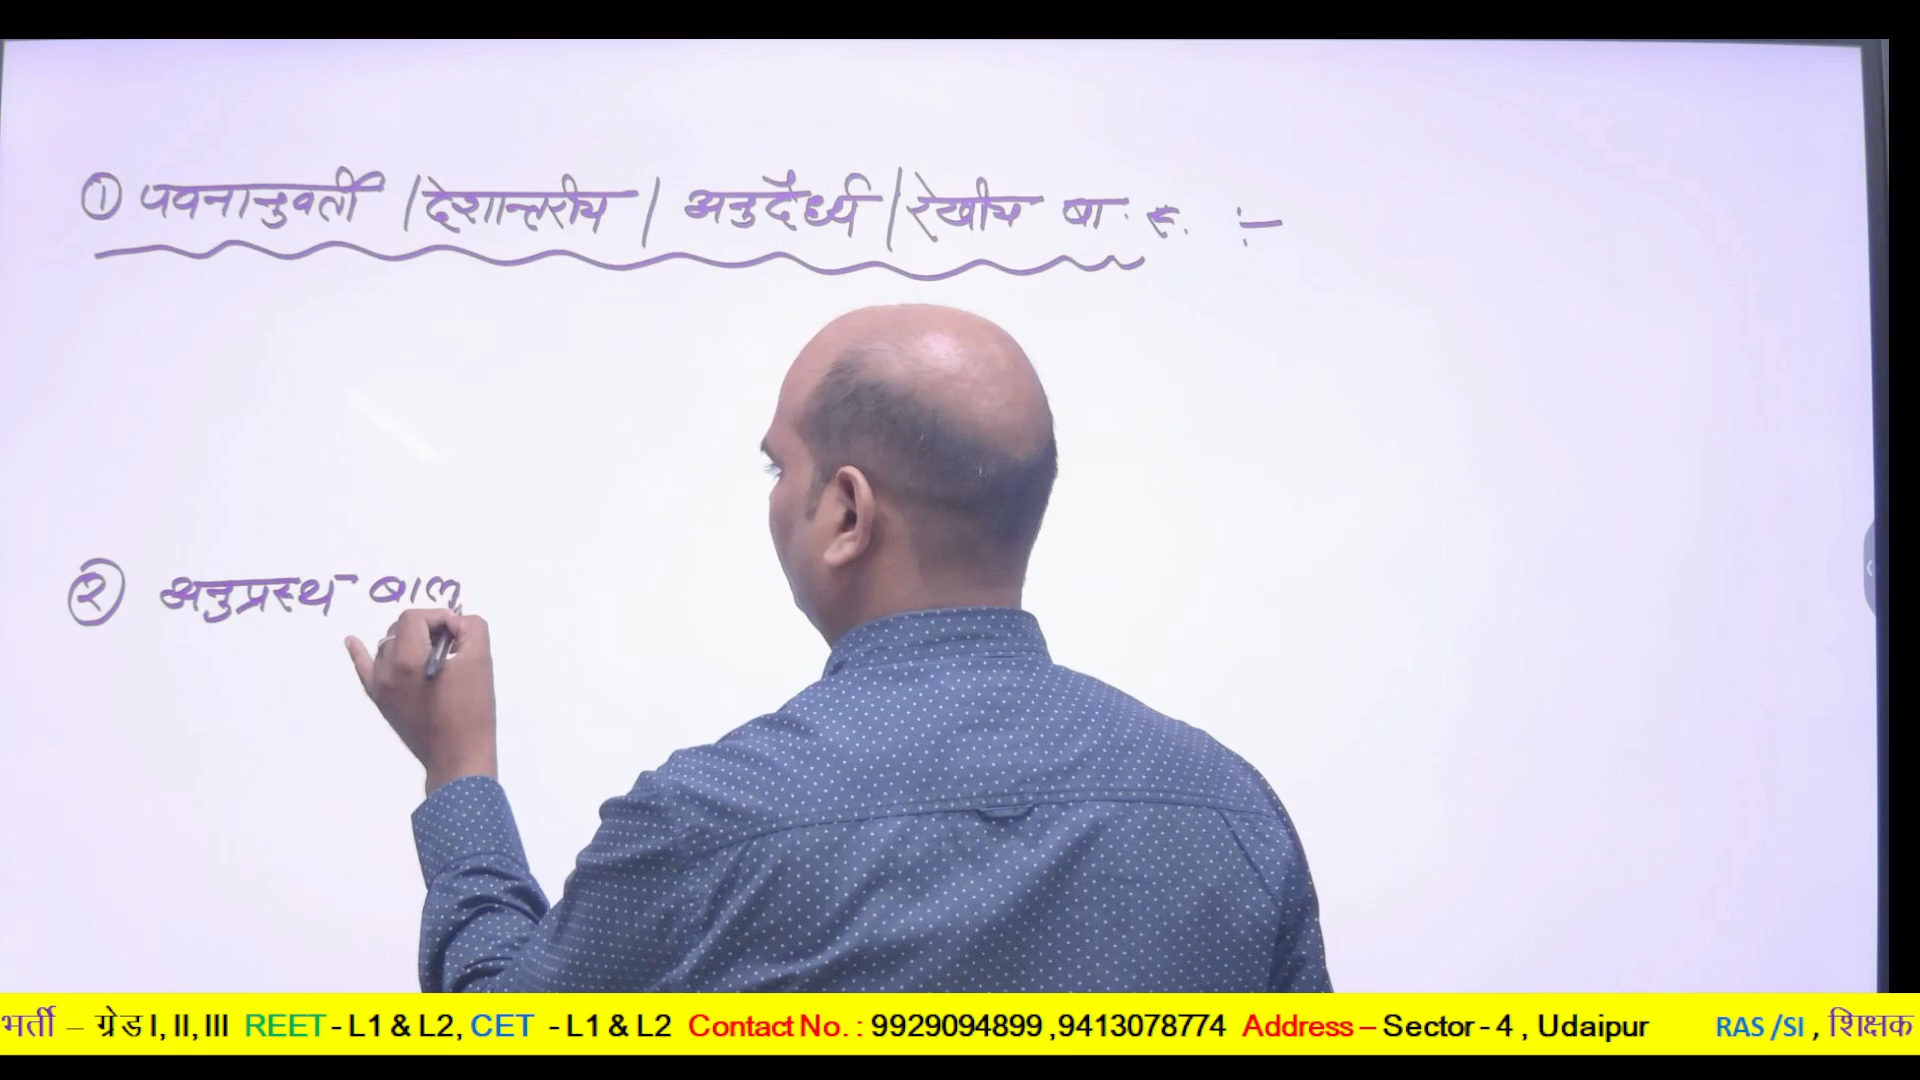 ① पवनानुवर्ती / देशान्तरीय / अनुदैर्ध्य / रेखीय बा. स्. :-
② अनुप्रस्थ बालु
भर्ती – ग्रेड I, II, III REET - L1 & L2, CET - L1 & L2 Contact No. : 9929094899 ,9413078774 Address – Sector - 4 , Udaipur RAS /SI , शिक्षक